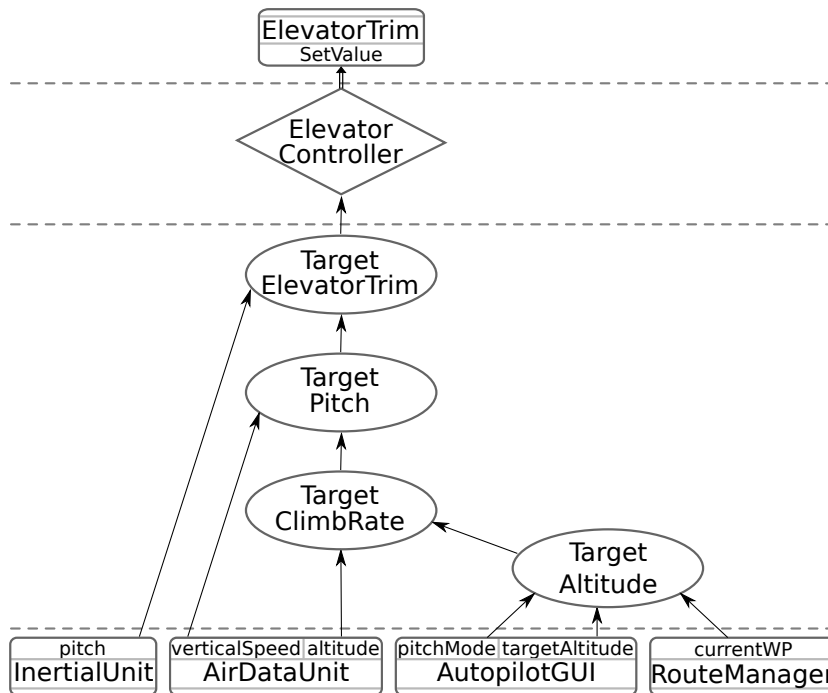 ElevatorTrim
SetValue
Elevator
Controller
Target
ElevatorTrim
Target
Pitch
Target
ClimbRate
Target
Altitude
pitch
InertialUnit
verticalSpeed altitude
AirDataUnit
pitchMode targetAltitude
AutopilotGUI
currentWP
RouteManager